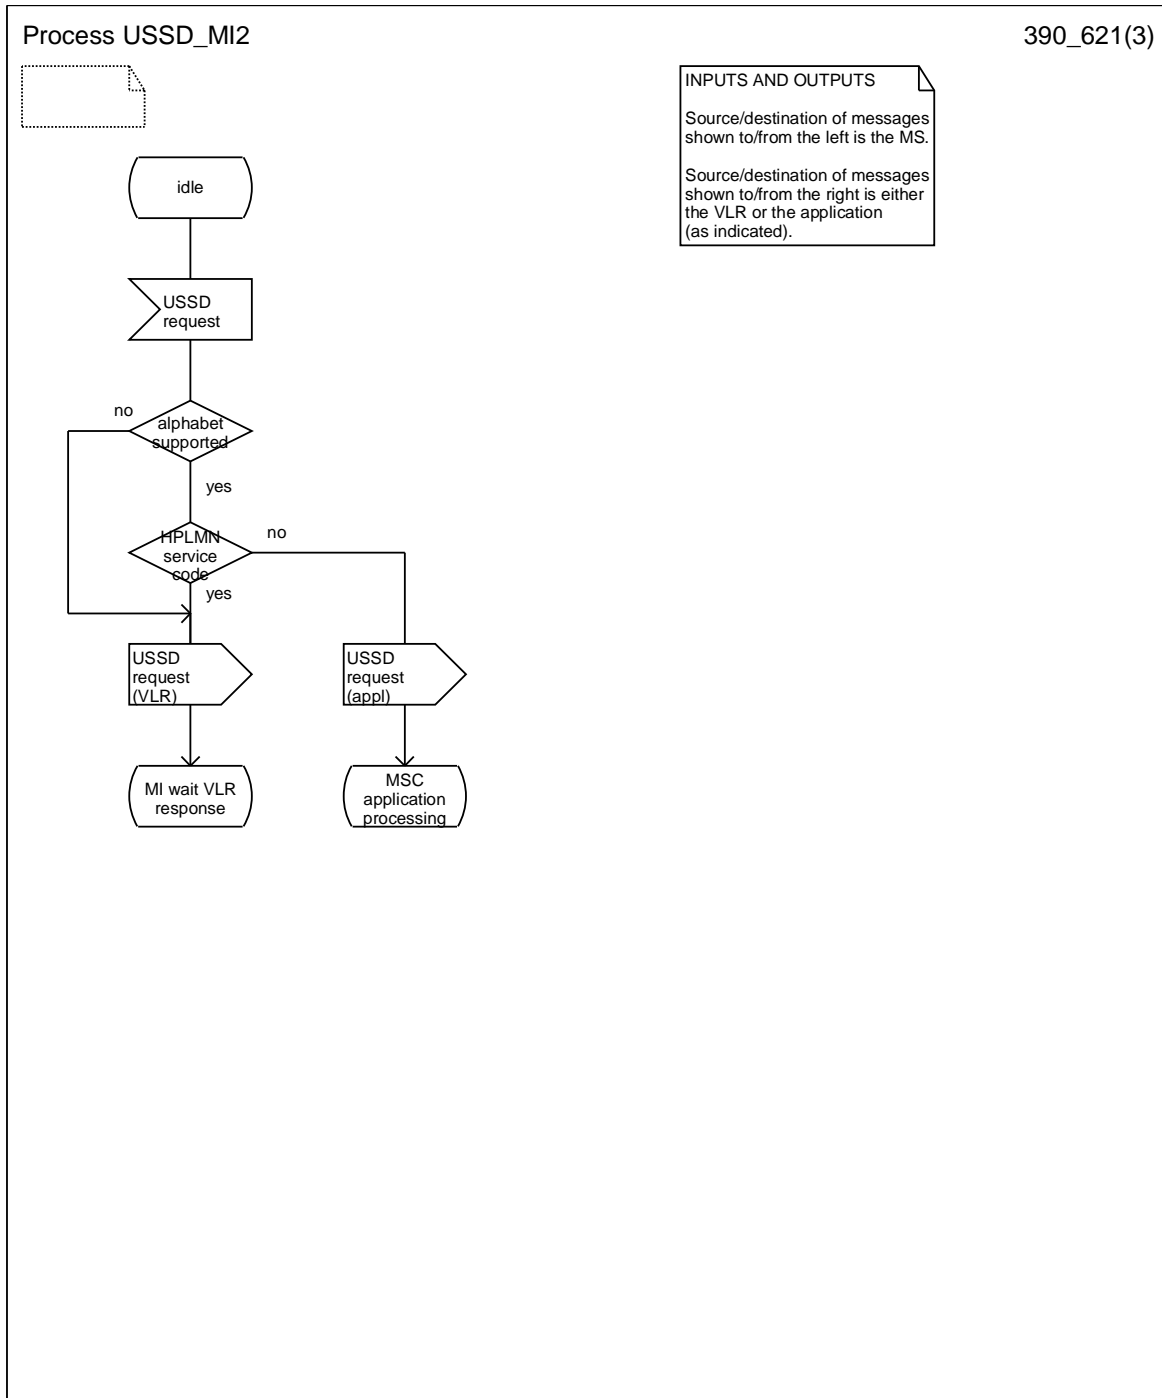 Process USSD_MI2
390_621(3)
INPUTS AND OUTPUTS
Source/destination of messages
shown to/from the left is the MS.
Source/destination of messages
shown to/from the right is either
the VLR or the application
(as indicated).
idle
USSD
request
no
alphabet
supported
yes
HPLMN
service
code
no
yes
USSD
request
(VLR)
USSD
request
(appl)
MI wait VLR
response
MSC
application
processing